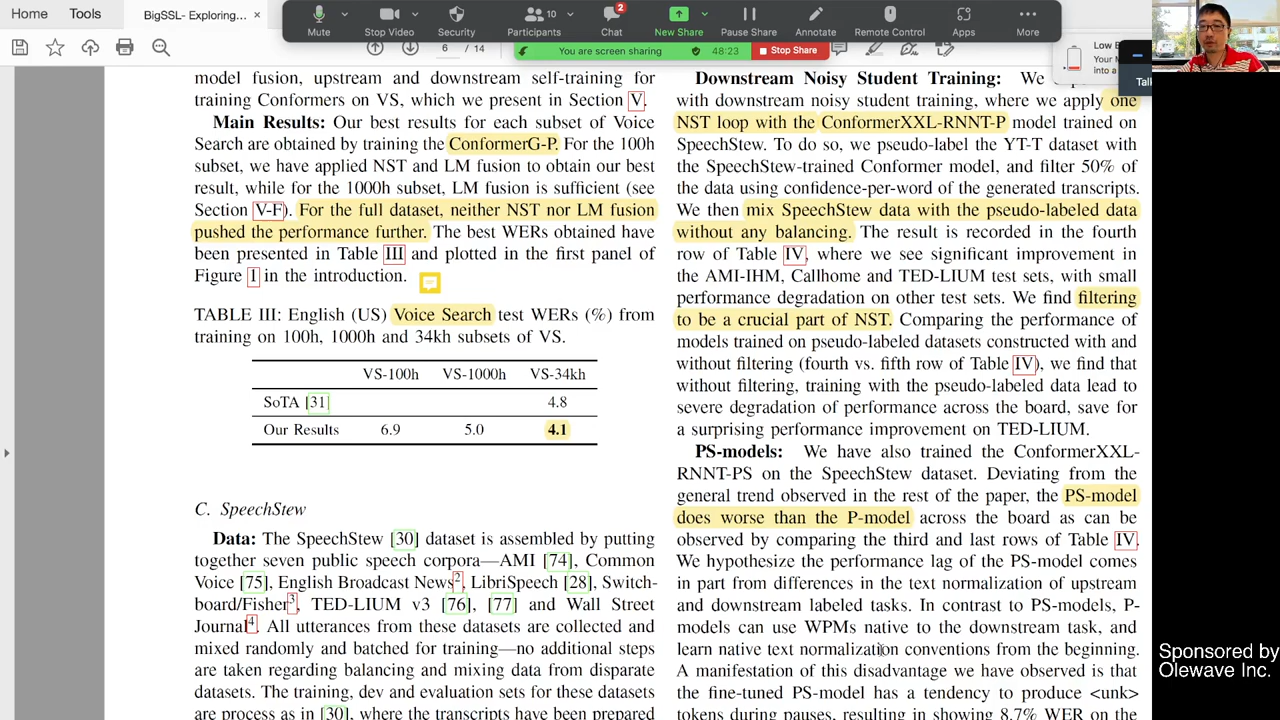 Home
Tools
BigSSL- Exploring...
×
Mute
Stop Video
Security
10
Participants
2
Chat
New Share
Pause Share
Annotate
Remote Control
Apps
More
6 / 14
You are screen sharing
48:23
Stop Share
Low B
Your M
into a
Talk
model fusion, upstream and downstream self-training for
training Conformers on VS, which we present in Section V.
Main Results: Our best results for each subset of Voice
Search are obtained by training the ConformerG-P. For the 100h
subset, we have applied NST and LM fusion to obtain our best
result, while for the 1000h subset, LM fusion is sufficient (see
Section V-F). For the full dataset, neither NST nor LM fusion
pushed the performance further. The best WERs obtained have
been presented in Table III and plotted in the first panel of
Figure I in the introduction.
TABLE III: English (US) Voice Search test WERs (%) from
training on 100h, 1000h and 34kh subsets of VS.
VS-100h VS-1000h VS-34kh
SoTA [31] 4.8
Our Results 6.9 5.0 4.1
C. SpeechStew
Data: The SpeechStew [30] dataset is assembled by putting
together seven public speech corpora—AMI [74], Common
Voice [75], English Broadcast News2, LibriSpeech [28], Switch-
board/Fisher3, TED-LIUM v3 [76], [77] and Wall Street
Journal4. All utterances from these datasets are collected and
mixed randomly and batched for training—no additional steps
are taken regarding balancing and mixing data from disparate
datasets. The training, dev and evaluation sets for these datasets
are process as in [30], where the transcripts have been prepared
Downstream Noisy Student Training: We
with downstream noisy student training, where we apply one
NST loop with the ConformerXXL-RNNT-P model trained on
SpeechStew. To do so, we pseudo-label the YT-T dataset with
the SpeechStew-trained Conformer model, and filter 50% of
the data using confidence-per-word of the generated transcripts.
We then mix SpeechStew data with the pseudo-labeled data
without any balancing. The result is recorded in the fourth
row of Table IV, where we see significant improvement in
the AMI-IHM, Callhome and TED-LIUM test sets, with small
performance degradation on other test sets. We find filtering
to be a crucial part of NST. Comparing the performance of
models trained on pseudo-labeled datasets constructed with and
without filtering (fourth vs. fifth row of Table IV), we find that
without filtering, training with the pseudo-labeled data lead to
severe degradation of performance across the board, save for
a surprising performance improvement on TED-LIUM.
PS-models: We have also trained the ConformerXXL-
RNNT-PS on the SpeechStew dataset. Deviating from the
general trend observed in the rest of the paper, the PS-model
does worse than the P-model across the board as can be
observed by comparing the third and last rows of Table IV.
We hypothesize the performance lag of the PS-model comes
in part from differences in the text normalization of upstream
and downstream labeled tasks. In contrast to PS-models, P-
models can use WPMs native to the downstream task, and
learn native text normalization conventions from the beginning.
A manifestation of this disadvantage we have observed is that
the fine-tuned PS-model has a tendency to produce <unk>
tokens during pauses, resulting in showing 8.7% WER on the
Sponsored by
Olewave Inc.